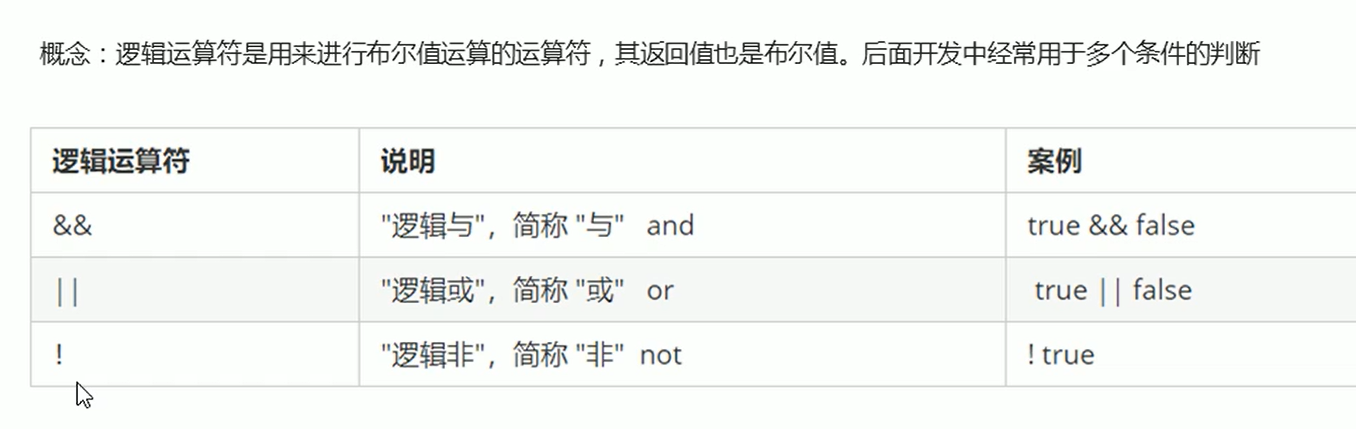 概念：逻辑运算符是用来进行布尔值运算的运算符，其返回值也是布尔值。后面开发中经常用于多个条件的判断
逻辑运算符 说明 案例
&& "逻辑与"，简称 "与" and true && false
|| "逻辑或"，简称 "或" or true || false
! "逻辑非"，简称 "非" not ! true